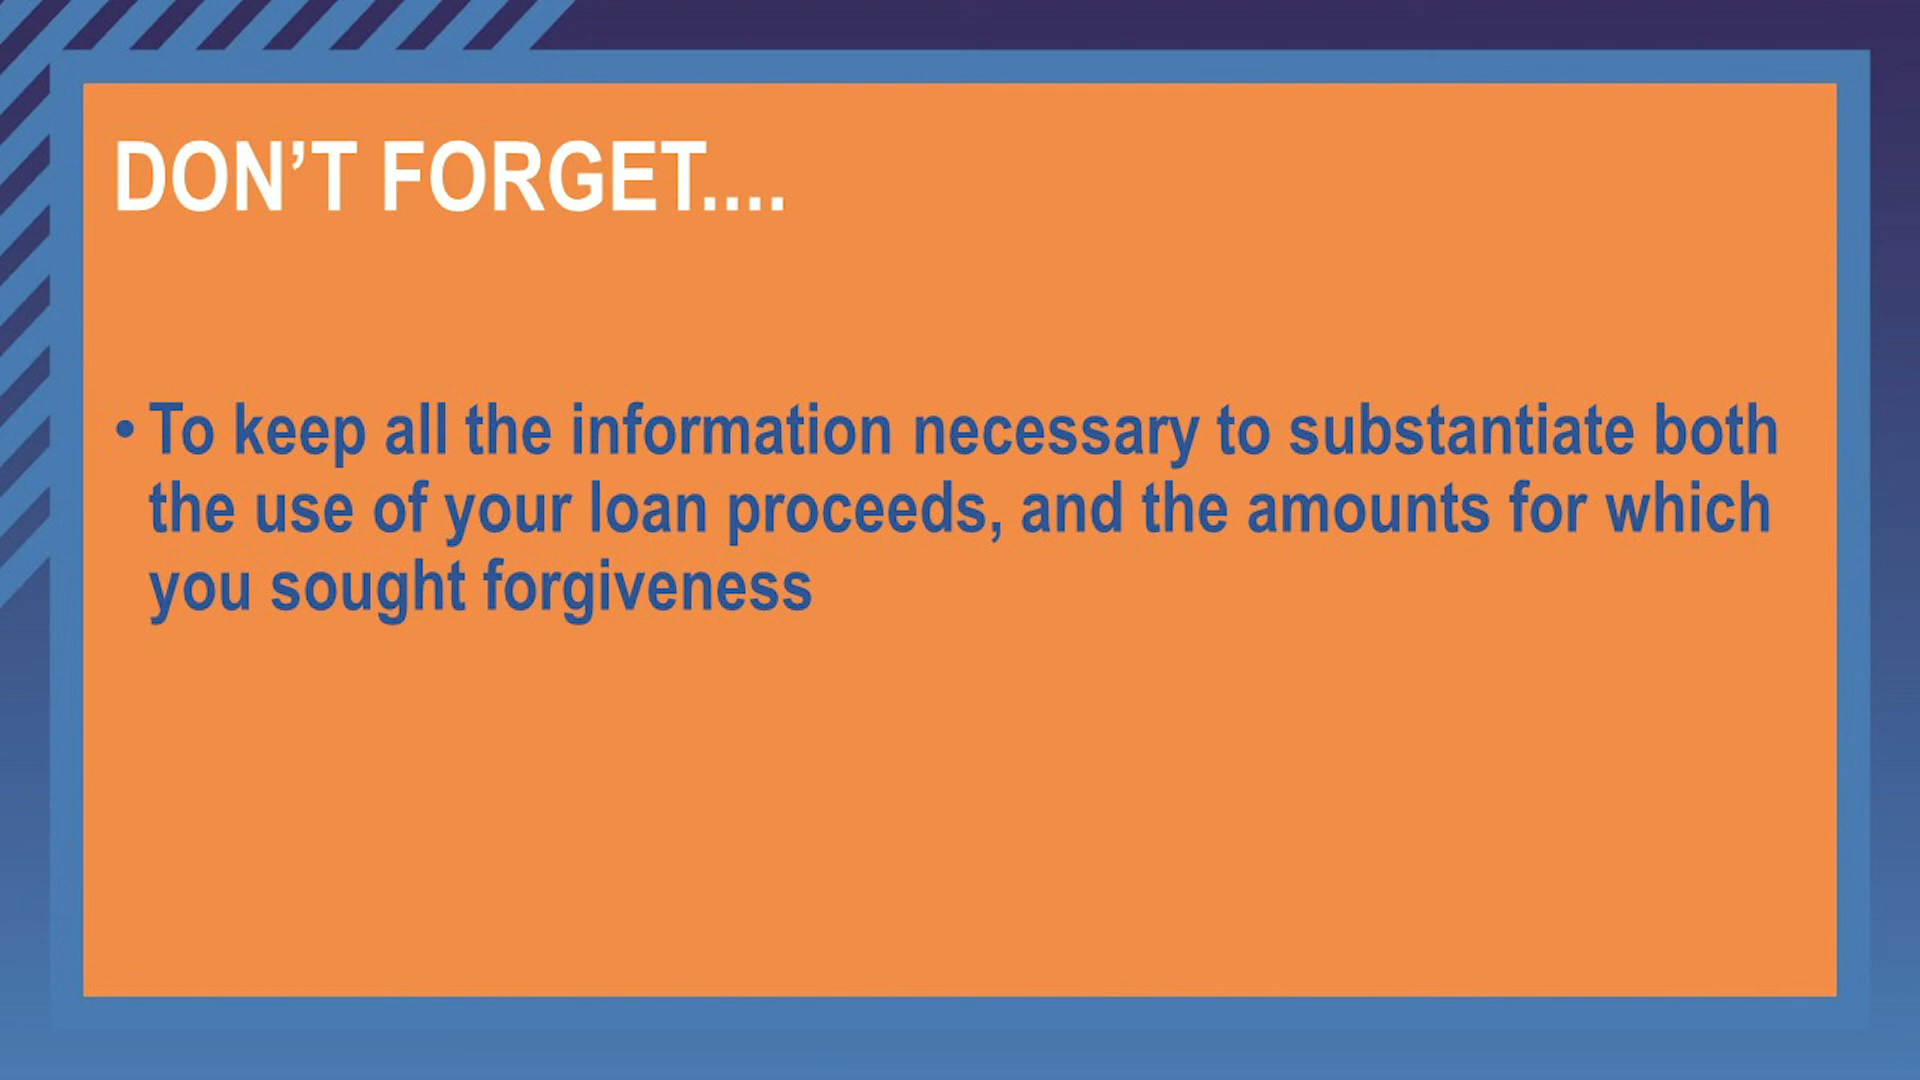 DON’T FORGET....
• To keep all the information necessary to substantiate both
the use of your loan proceeds, and the amounts for which
you sought forgiveness